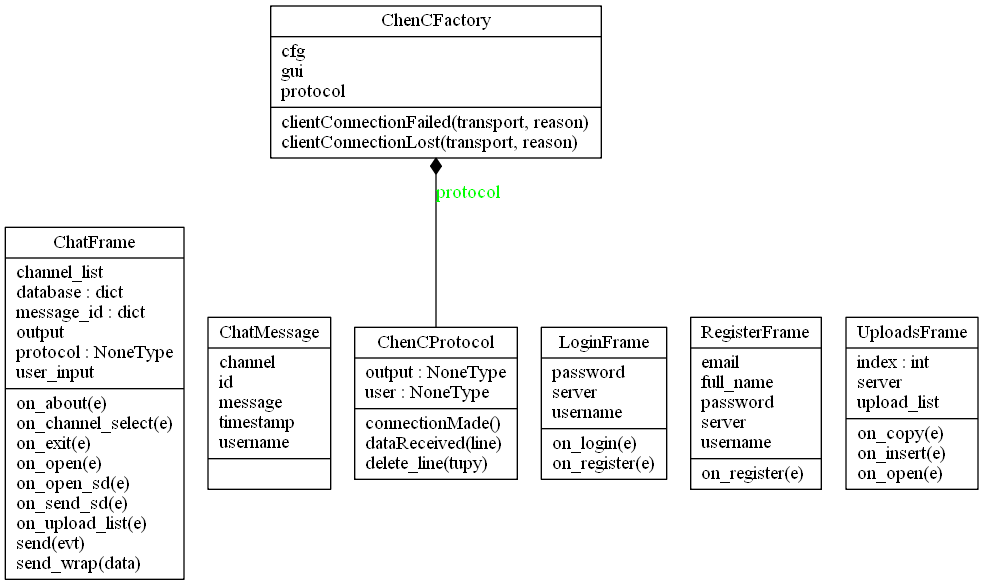 ChenCFactory
cfg
gui
protocol
clientConnectionFailed(transport, reason)
clientConnectionLost(transport, reason)
protocol
ChatFrame
channel_list
database : dict
message_id : dict
output
protocol : NoneType
user_input
on_about(e)
on_channel_select(e)
on_exit(e)
on_open(e)
on_open_sd(e)
on_send_sd(e)
on_upload_list(e)
send(evt)
send_wrap(data)
ChatMessage
channel
id
message
timestamp
username
ChenCProtocol
output : NoneType
user : NoneType
connectionMade()
dataReceived(line)
delete_line(tupy)
LoginFrame
password
server
username
on_login(e)
on_register(e)
RegisterFrame
email
full_name
password
server
username
on_register(e)
UploadsFrame
index : int
server
upload_list
on_copy(e)
on_insert(e)
on_open(e)